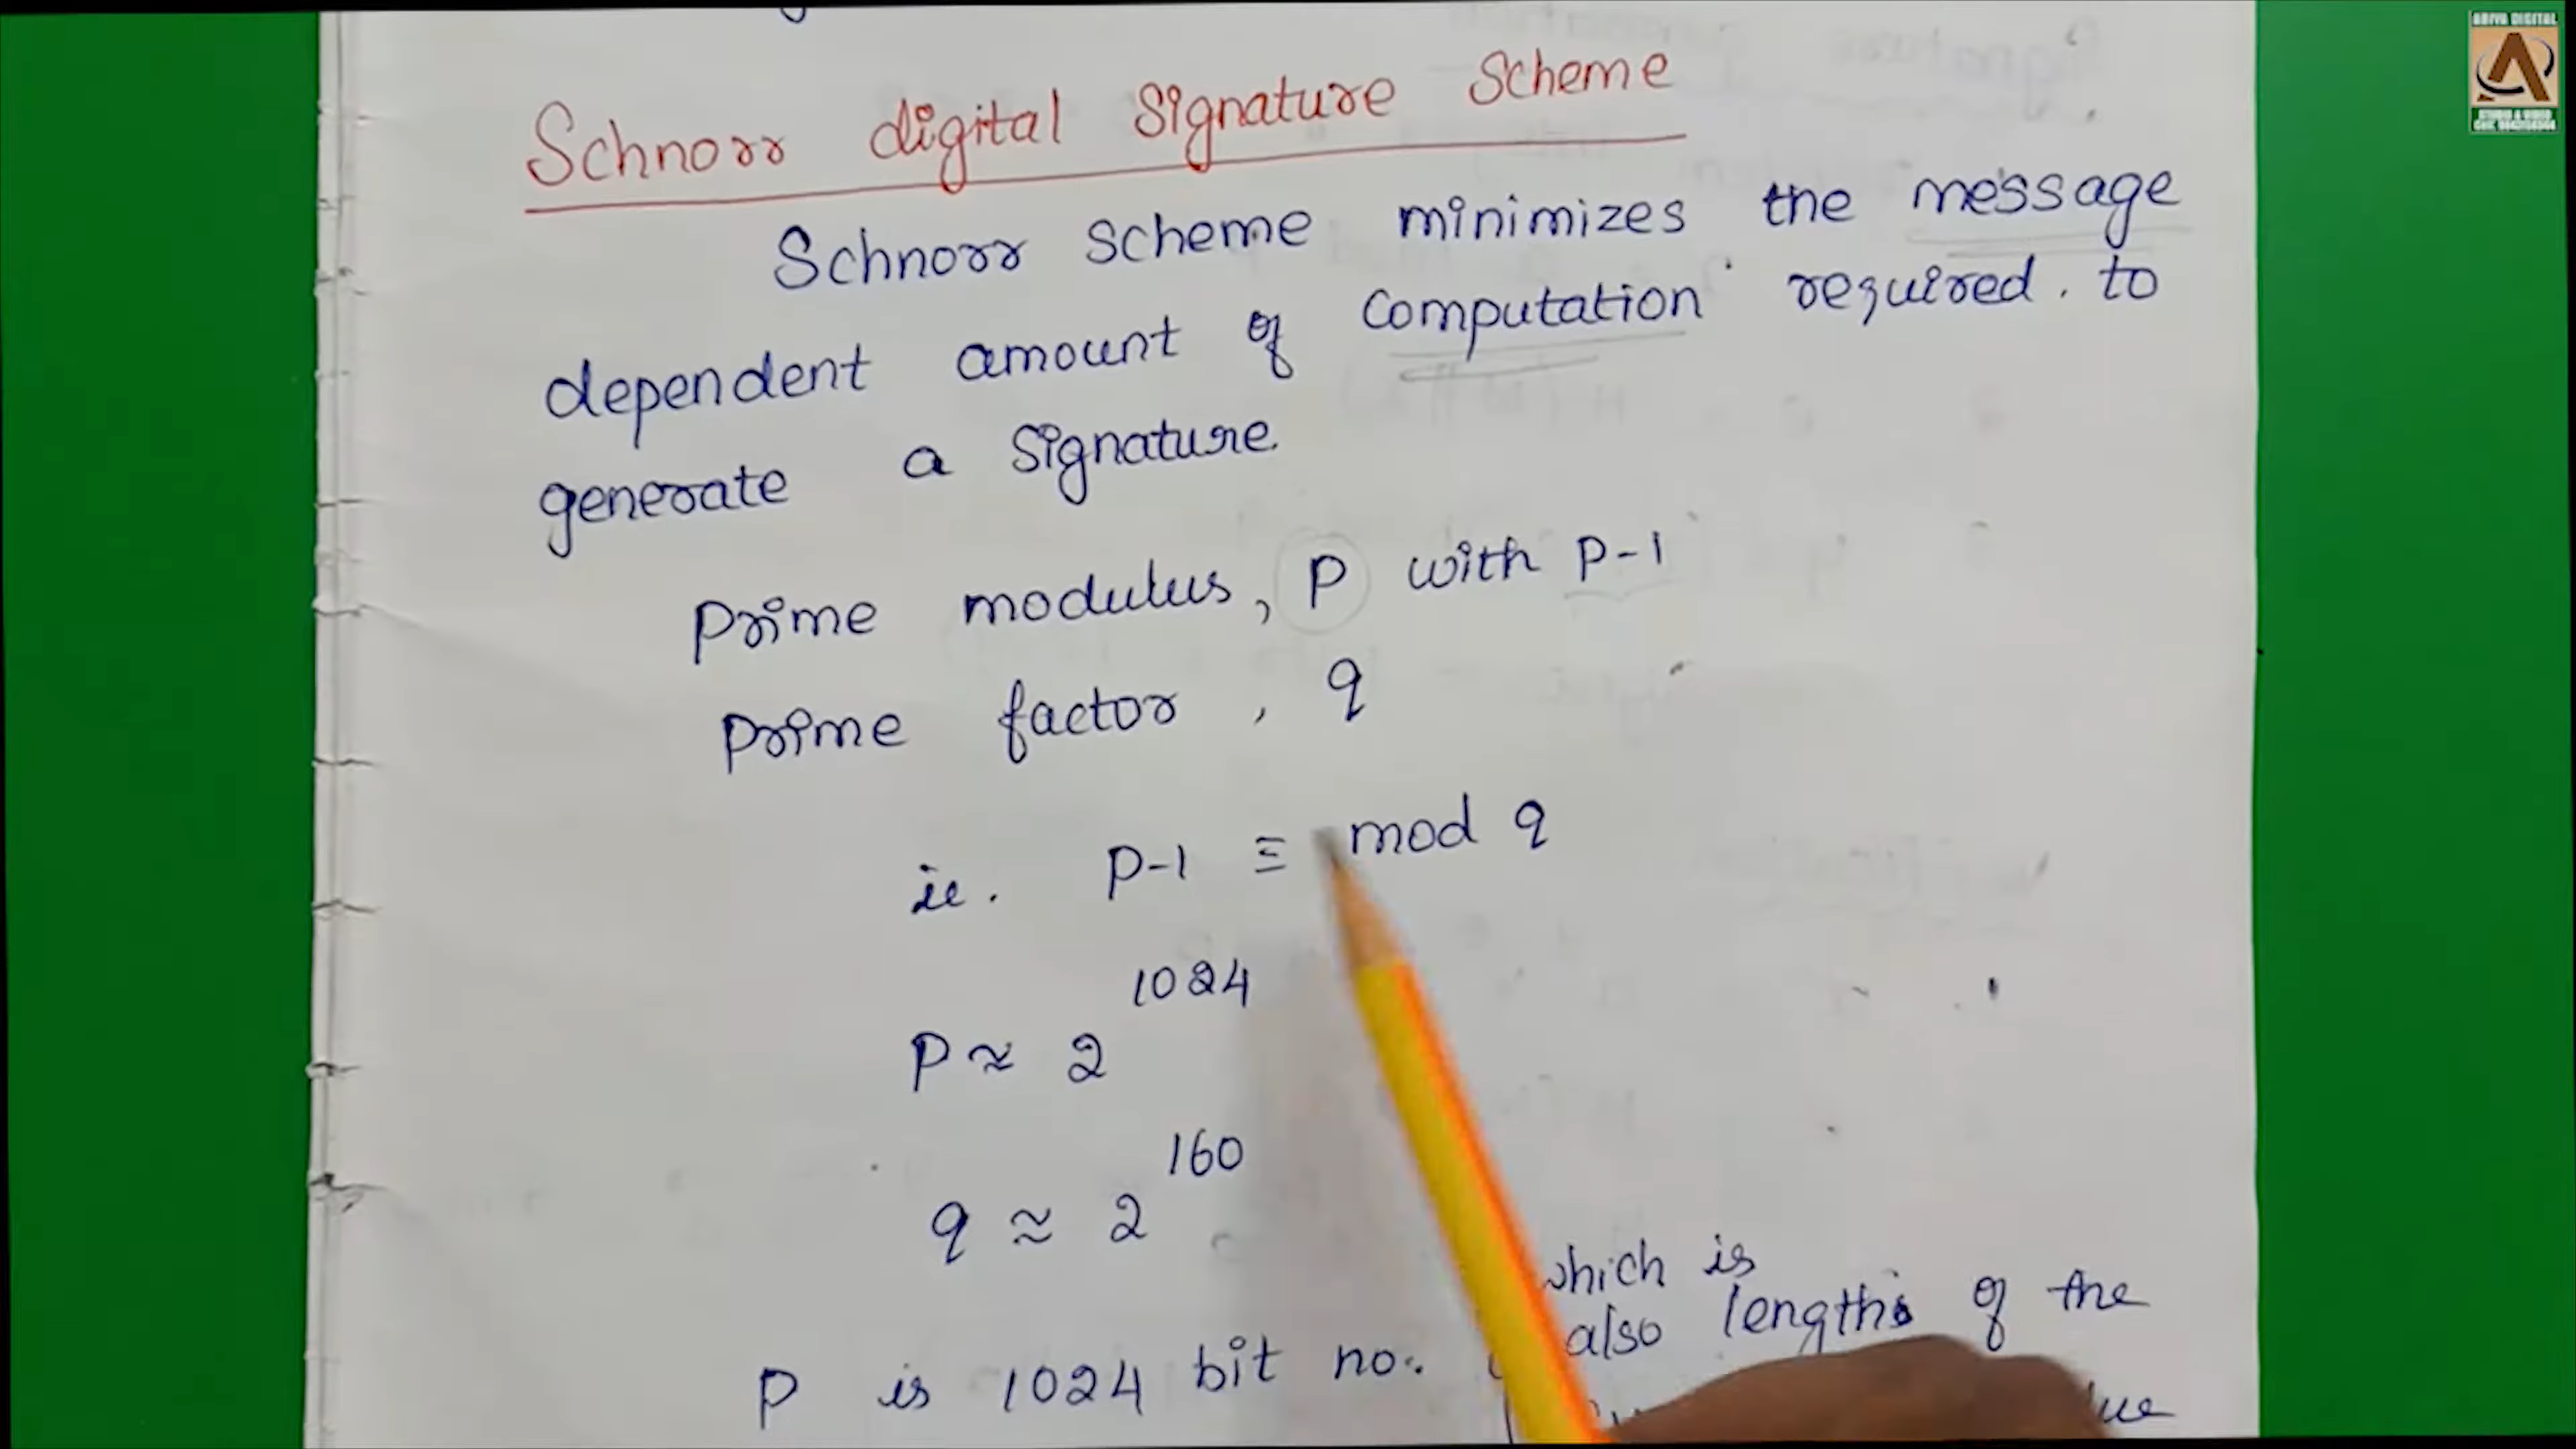 Schnorr digital Signature Scheme
Schnorr Scheme minimizes the message
dependent amount of computation required. to
generate a signature.
Prime modulus, P with P-1
Prime factor, q
ie. P-1 ≡ mod q
P ≈ 2^1024
q ≈ 2^160
which is
P is 1024 bit no. also lengths of the